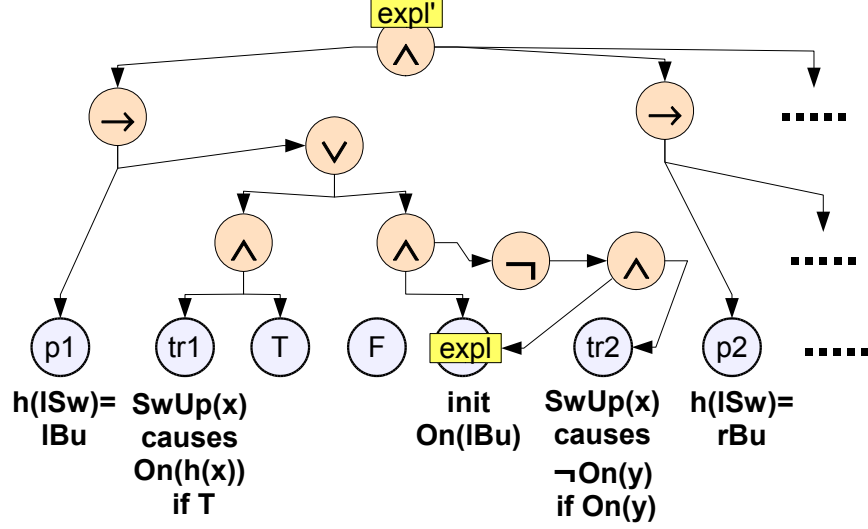 expl'
∧
→
→
.....
∨
∧
∧
¬
∧
.....
p1
tr1
T
F
expl
tr2
p2
.....
h(lSw)=
lBu
SwUp(x)
causes
On(h(x))
if T
init
On(lBu)
SwUp(x)
causes
¬On(y)
if On(y)
h(lSw)=
rBu